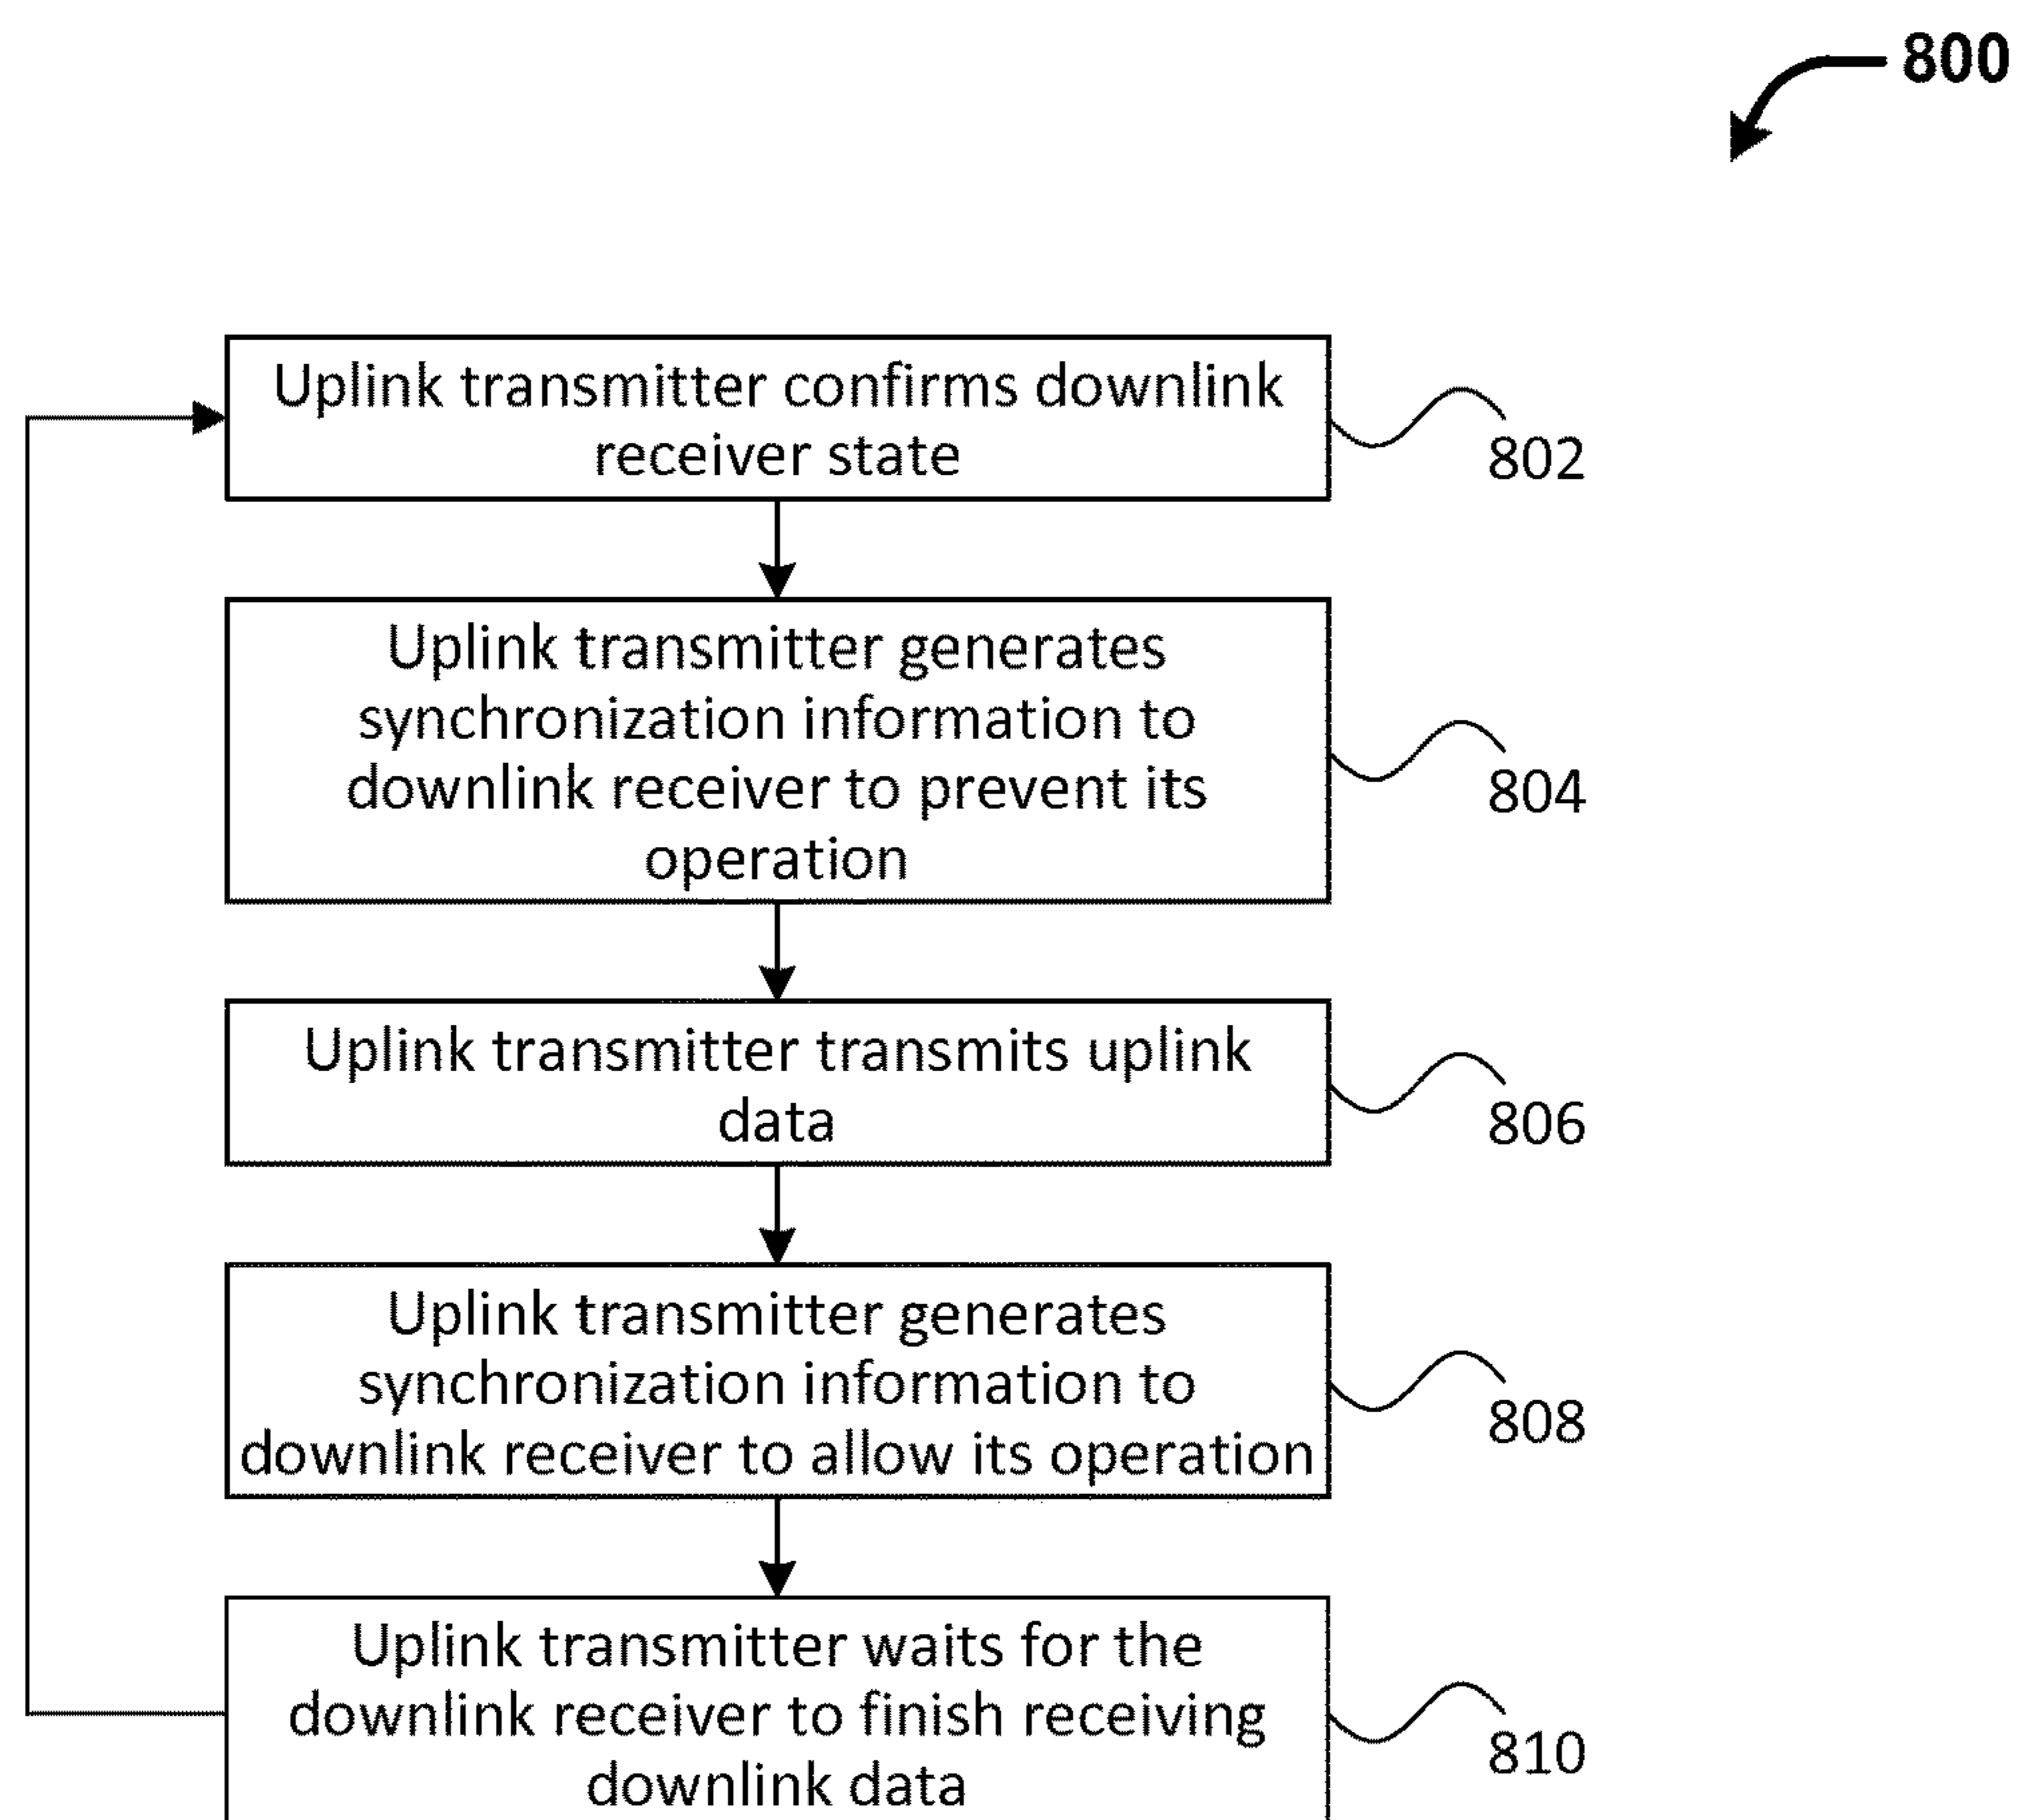 800
Uplink transmitter confirms downlink
receiver state
802
Uplink transmitter generates
synchronization information to
downlink receiver to prevent its
operation
804
Uplink transmitter transmits uplink
data
806
Uplink transmitter generates
synchronization information to
downlink receiver to allow its operation
808
Uplink transmitter waits for the
downlink receiver to finish receiving
downlink data
810